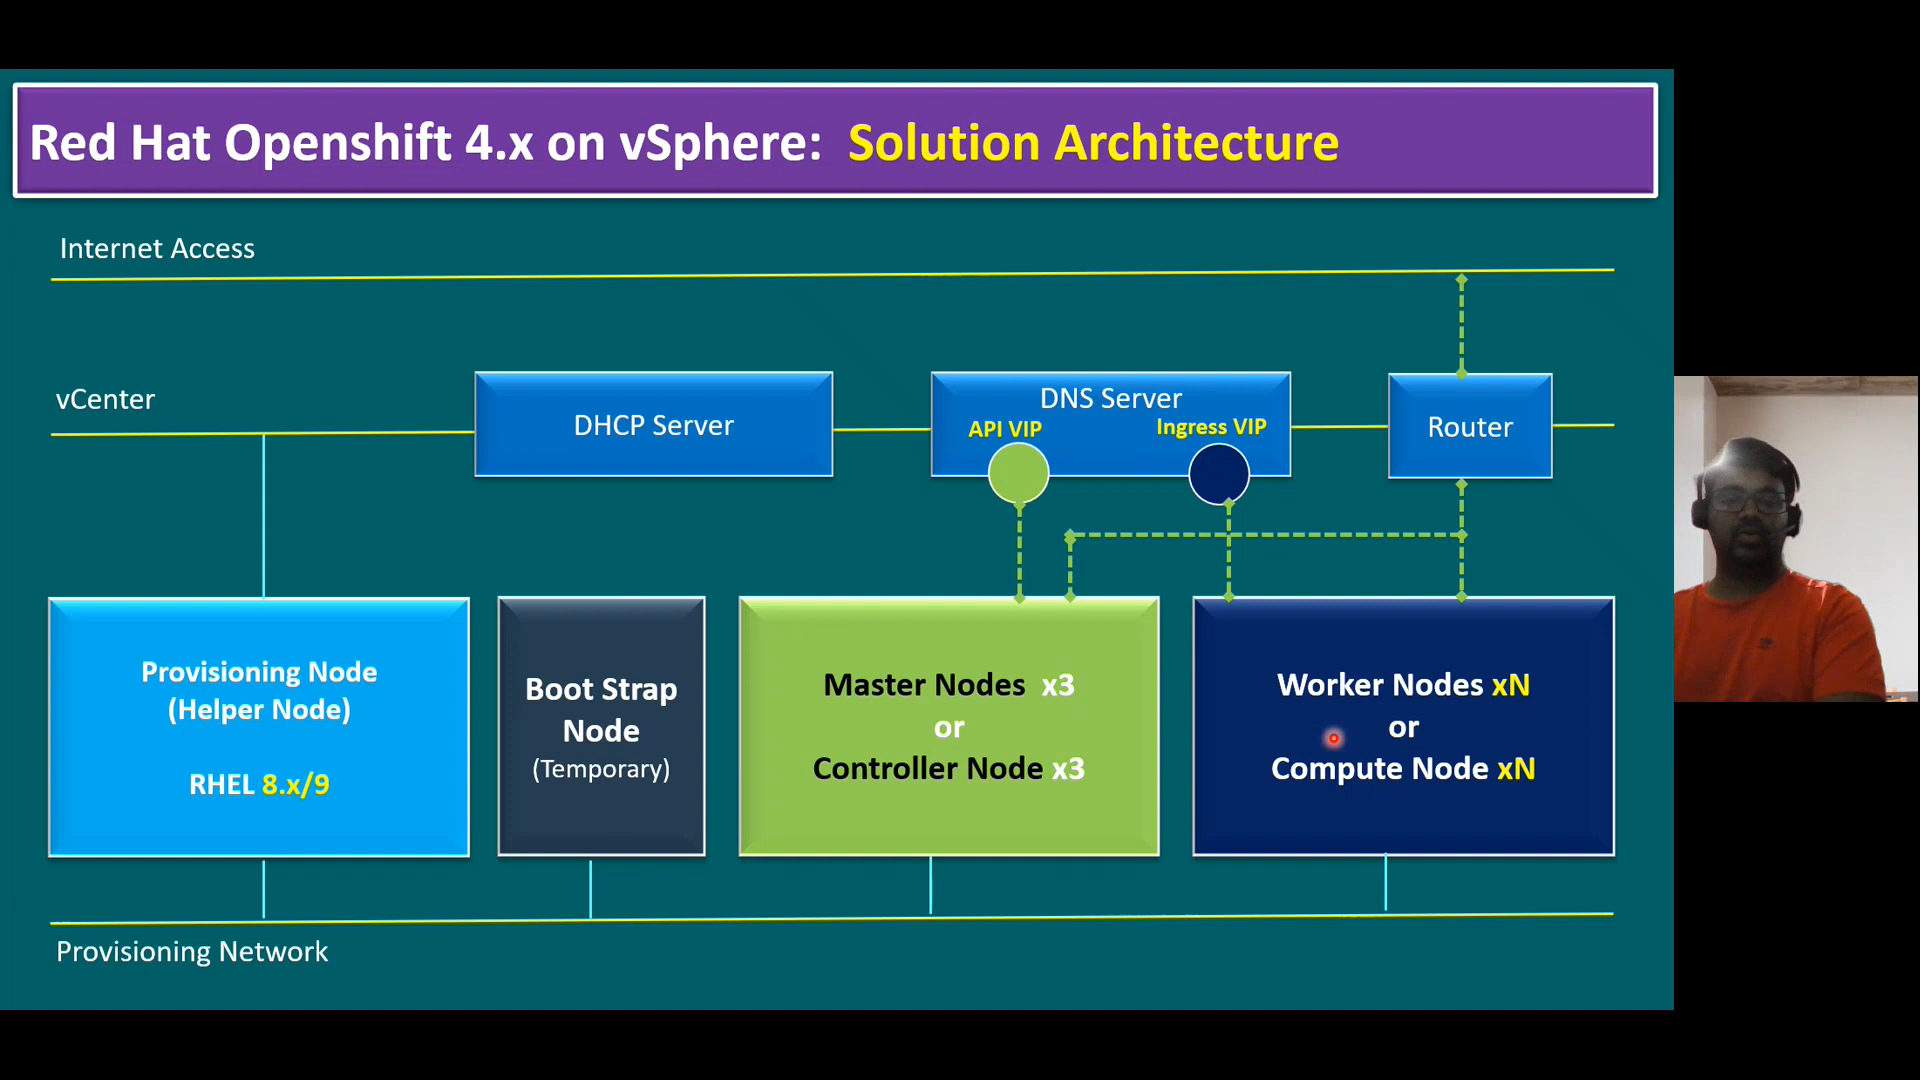 Red Hat Openshift 4.x on vSphere: Solution Architecture
Internet Access
vCenter
DHCP Server
DNS Server
API VIP
Ingress VIP
Router
Provisioning Node
(Helper Node)
RHEL 8.x/9
Boot Strap
Node
(Temporary)
Master Nodes x3
or
Controller Node x3
Worker Nodes xN
or
Compute Node xN
Provisioning Network